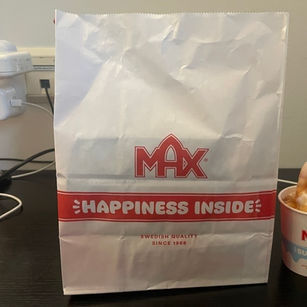 MAX
HAPPINESS INSIDE
SWEDISH QUALITY
SINCE 1968